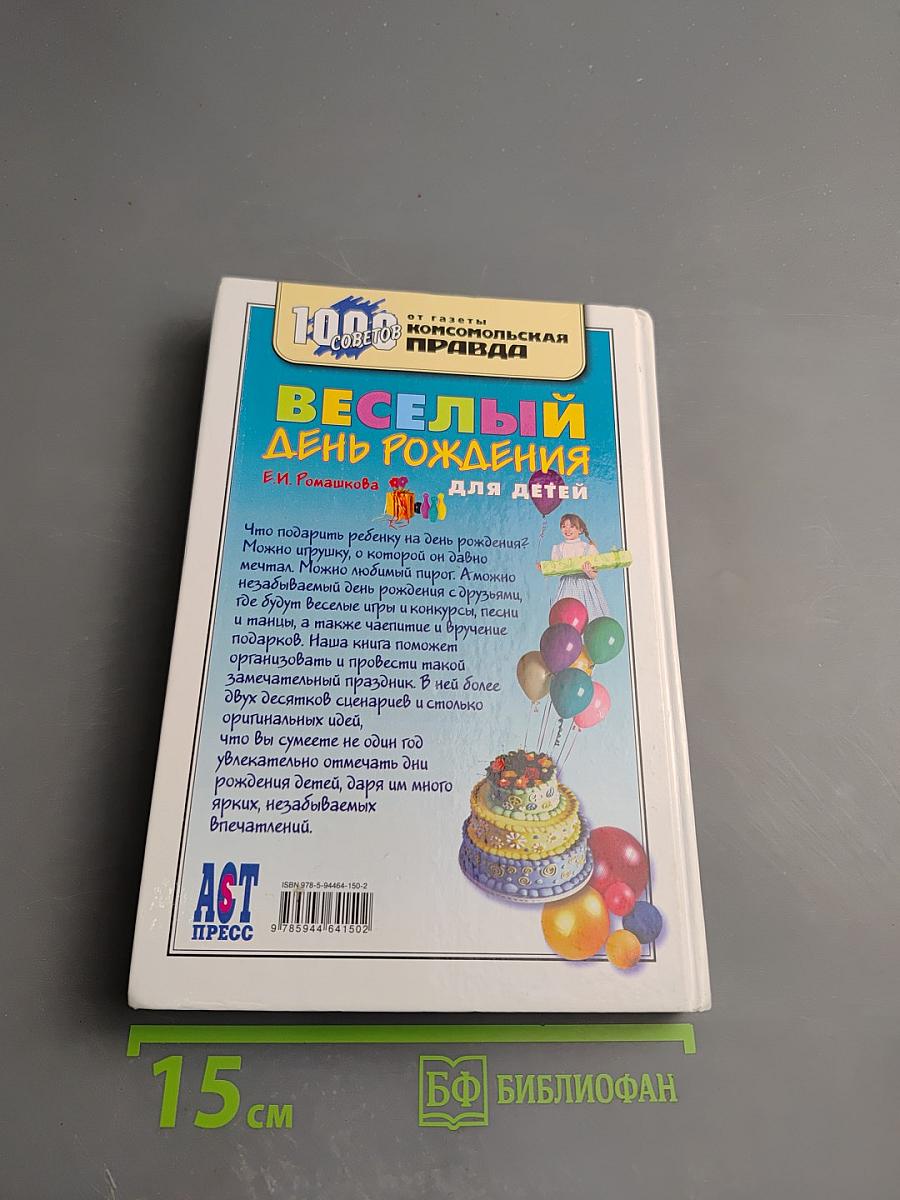 1000
СОВЕТОВ
от газеты
КОМСОМОЛЬСКАЯ
ПРАВДА
ВЕСЕЛЫЙ
ДЕНЬ РОЖДЕНИЯ
Е.И. Ромашкова
ДЛЯ ДЕТЕЙ
Что подарить ребенку на день рождения?
Можно игрушку, о которой он давно
мечтал. Можно любимый пирог. А можно
незабываемый день рождения с друзьями,
где будут веселые игры и конкурсы, песни
и танцы, а также чаепитие и вручение
подарков. Наша книга поможет
организовать и провести такой
замечательный праздник. В ней более
двух десятков сценариев и столько
оригинальных идей,
что вы сумеете не один год
увлекательно отмечать дни
рождения детей, даря им много
ярких, незабываемых
впечатлений.
АСТ
ПРЕСС
ISBN 978-5-94464-150-2
9 785944 641502
15 см
БФ БИБЛИОФАН